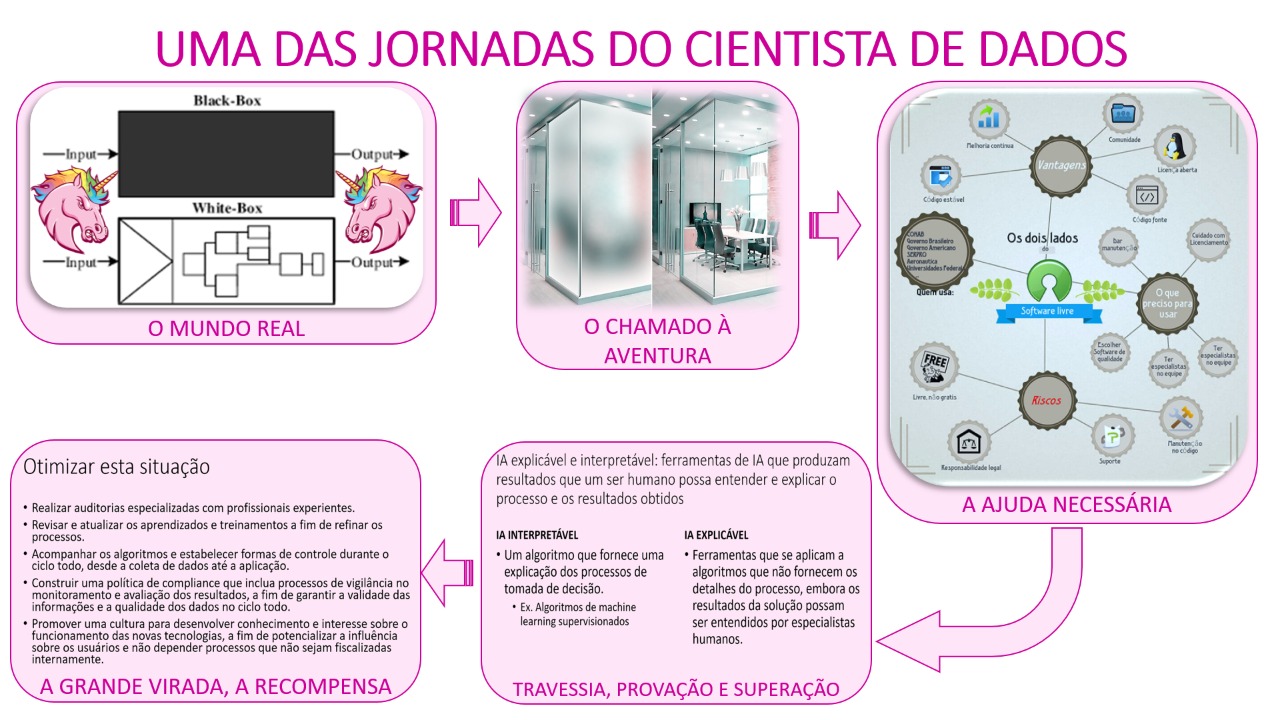 UMA DAS JORNADAS DO CIENTISTA DE DADOS
Black-Box
Input
Output
White-Box
Input
Output
O MUNDO REAL
O CHAMADO À
AVENTURA
Melhoria contínua
Comunidade
Vantagens
Licença aberta
Código estável
Código fonte
CONAB
Governo Brasileiro
Governo Americano
SERPRO
Aeronautica
Universidades Federal
Quem usa:
Os dois lados
do
Software livre
Dar
manutenção
Cuidado com
Licenciamento
O que
preciso para
usar
Escolher
Software de
qualidade
Ter
especialistas
no equipe
Ter
especialistas
no equipe
FREE
Livre, não gratis
Riscos
Responsabilidade legal
Suporte
Manutenção
no código
A AJUDA NECESSÁRIA
IA explicável e interpretável: ferramentas de IA que produzam
resultados que um ser humano possa entender e explicar o
processo e os resultados obtidos
IA INTERPRETÁVEL
• Um algoritmo que fornece uma
explicação dos processos de
tomada de decisão.
• Ex. Algoritmos de machine
learning supervisionados
IA EXPLICÁVEL
• Ferramentas que se aplicam a
algoritmos que não fornecem os
detalhes do processo, embora os
resultados da solução possam
ser entendidos por especialistas
humanos.
TRAVESSIA, PROVAÇÃO E SUPERAÇÃO
Otimizar esta situação
• Realizar auditorias especializadas com profissionais experientes.
• Revisar e atualizar os aprendizados e treinamentos a fim de refinar os
processos.
• Acompanhar os algoritmos e estabelecer formas de controle durante o
ciclo todo, desde a coleta de dados até a aplicação.
• Construir uma política de compliance que inclua processos de vigilância no
monitoramento e avaliação dos resultados, a fim de garantir a validade das
informações e a qualidade dos dados no ciclo todo.
• Promover uma cultura para desenvolver conhecimento e interesse sobre o
funcionamento das novas tecnologias, a fim de potencializar a influência
sobre os usuários e não depender processos que não sejam fiscalizadas
internamente.
A GRANDE VIRADA, A RECOMPENSA